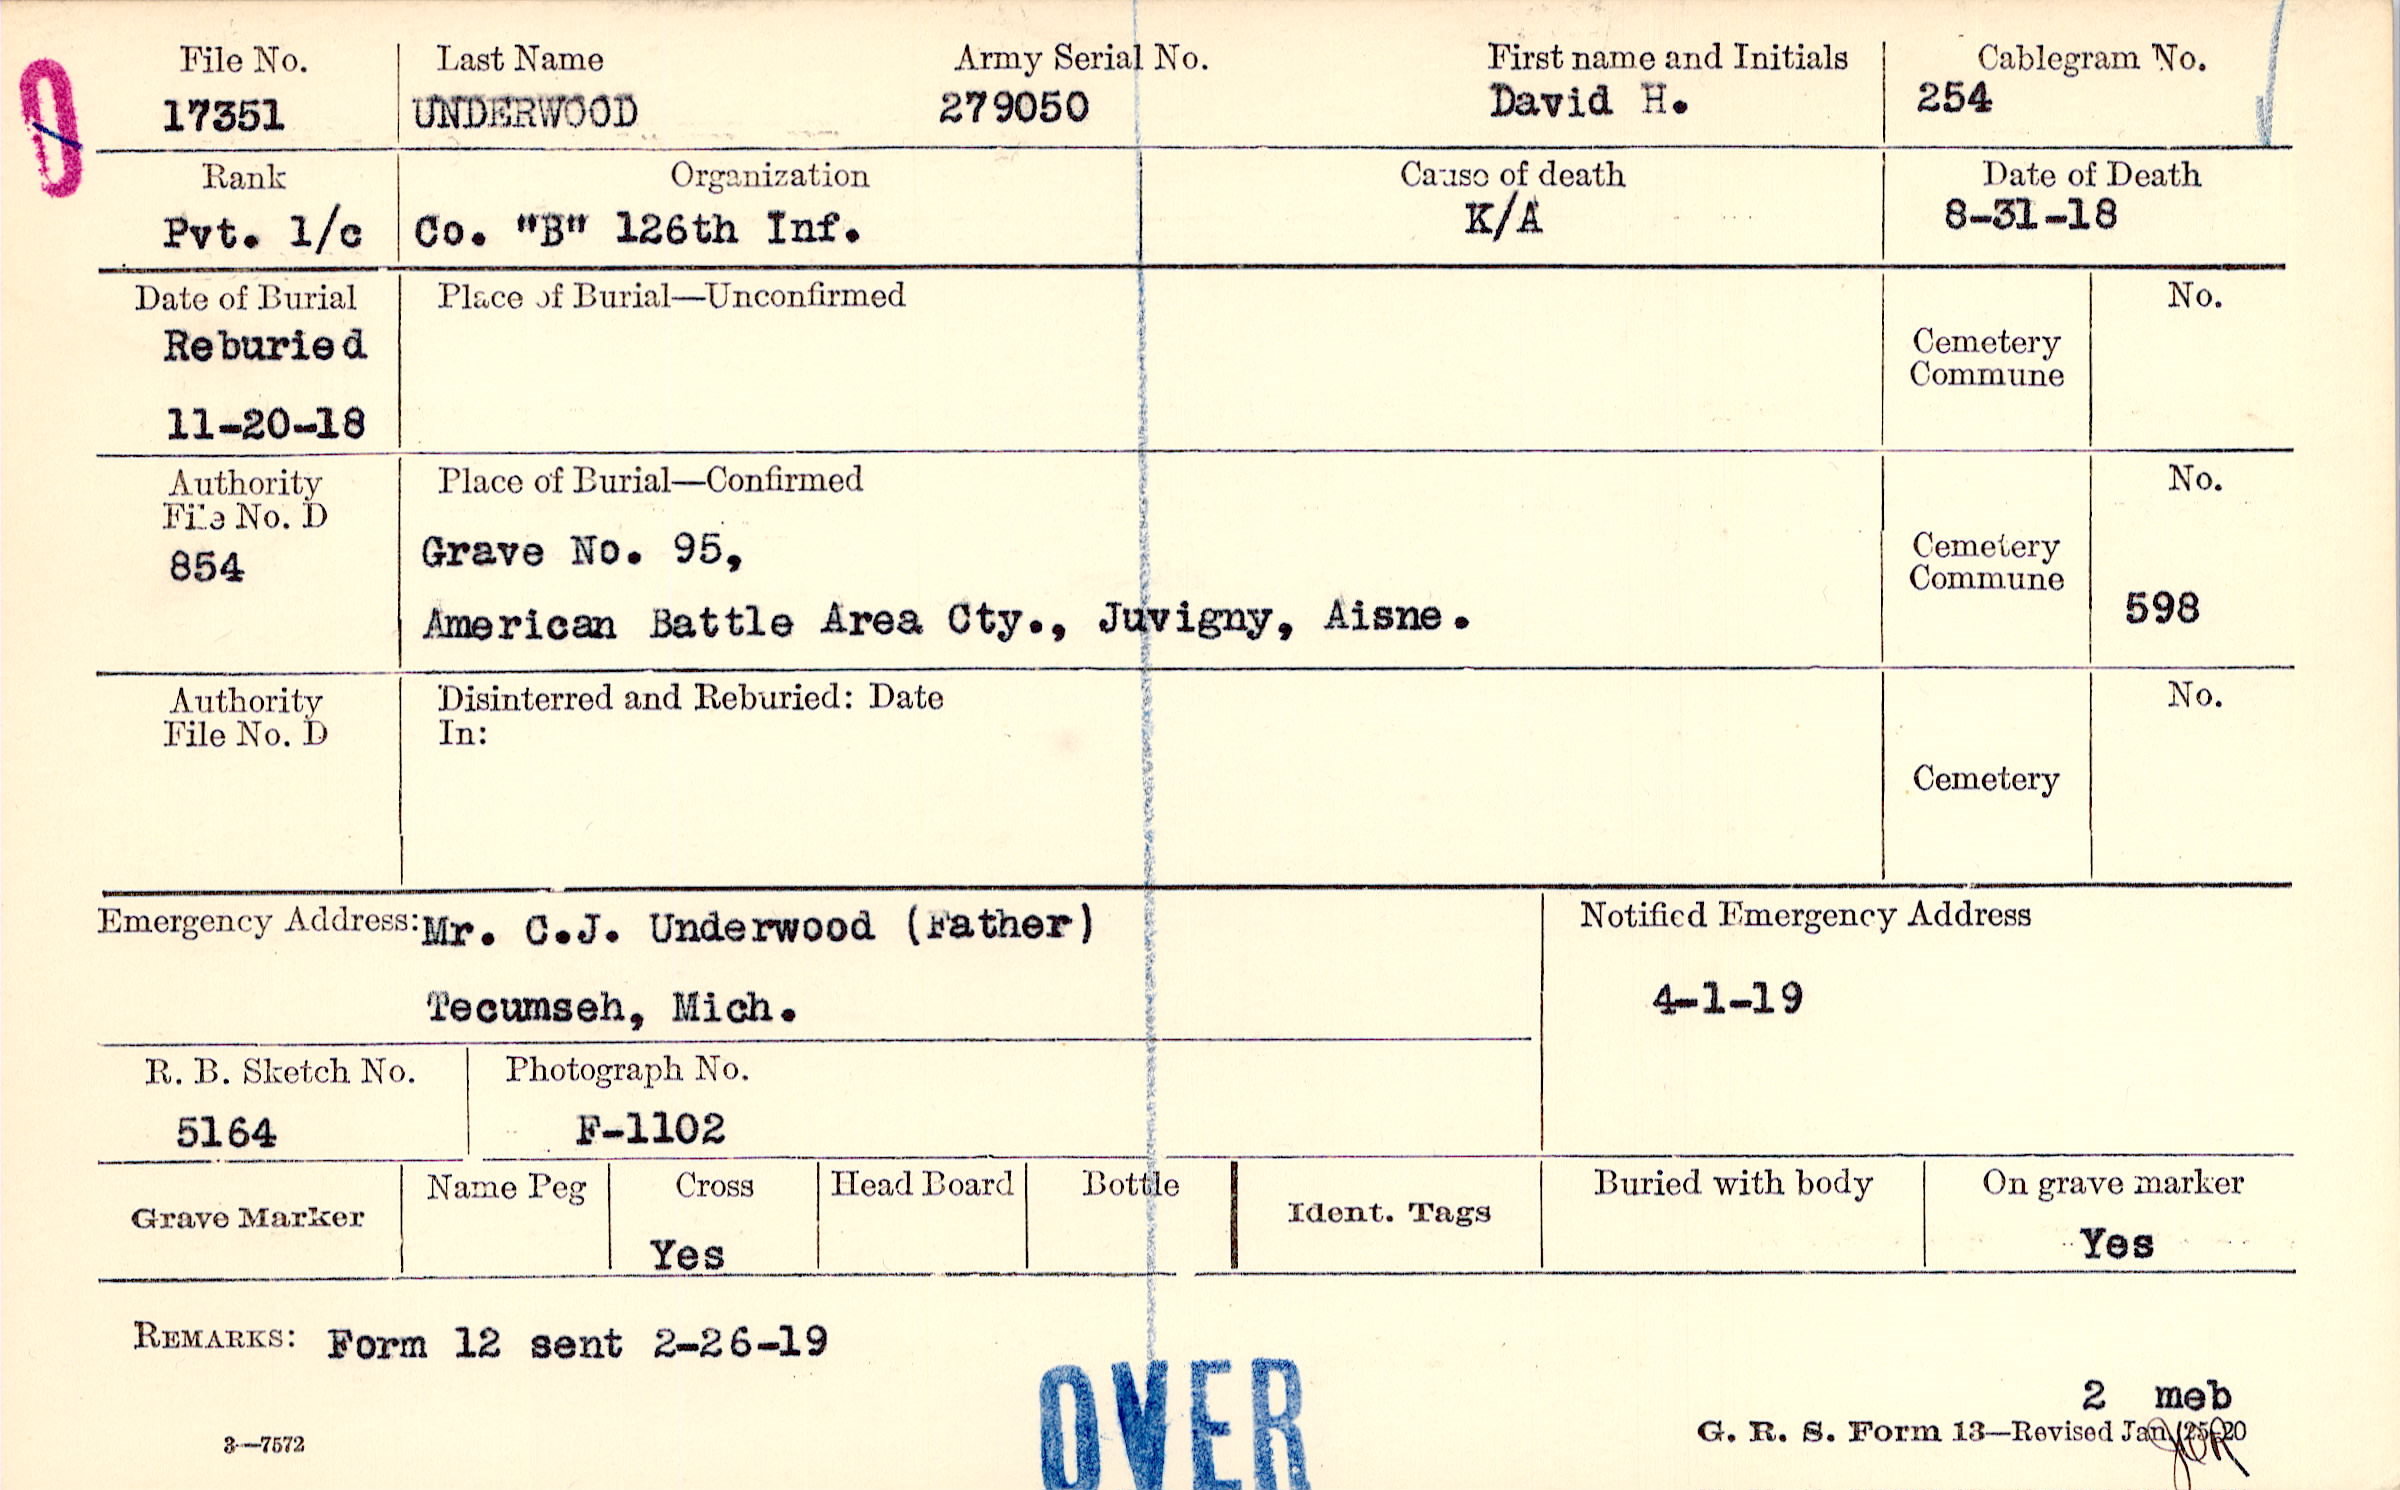 File No. Last Name Army Serial No. First name and Initials Cablegram No.
17351 UNDERWOOD 279050 David H. 254
Rank Organization Cause of death Date of Death
Pvt. 1/c Co. "B" 126th Inf. K/A 8-31-18
Date of Burial Place of Burial—Unconfirmed No.
Reburied
Cemetery
Commune
11-20-18
Authority Place of Burial—Confirmed No.
File No. D
854
Grave No. 95,
Cemetery
Commune
598
American Battle Area Cty., Juvigny, Aisne.
Authority Disinterred and Reburied: Date No.
File No. D In:
Cemetery
Emergency Address: Mr. C.J. Underwood (Father) Notified Emergency Address
Tecumseh, Mich. 4-1-19
R. B. Sketch No. Photograph No.
5164 F-1102
Grave Marker Name Peg Cross Head Board Bottle Ident. Tags Buried with body On grave marker
Yes Yes
REMARKS: Form 12 sent 2-26-19
OVER
2 meb
3—7572 G. R. S. Form 13—Revised Jan. 25-20